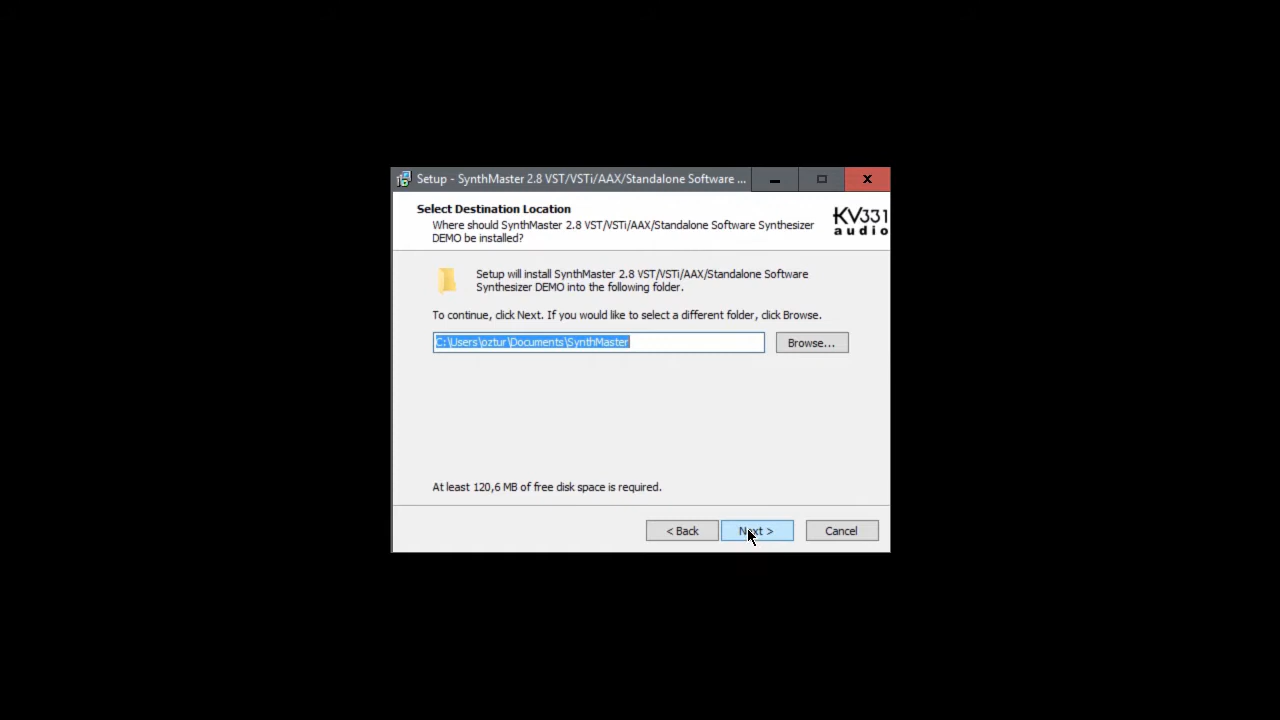 Setup - SynthMaster 2.8 VST/VSTi/AAX/Standalone Software ...
Select Destination Location
Where should SynthMaster 2.8 VST/VSTi/AAX/Standalone Software Synthesizer
DEMO be installed?
KV331
audio
Setup will install SynthMaster 2.8 VST/VSTi/AAX/Standalone Software
Synthesizer DEMO into the following folder.
To continue, click Next. If you would like to select a different folder, click Browse.
C:\Users\oztur\Documents\SynthMaster
Browse...
At least 120,6 MB of free disk space is required.
< Back
Next >
Cancel